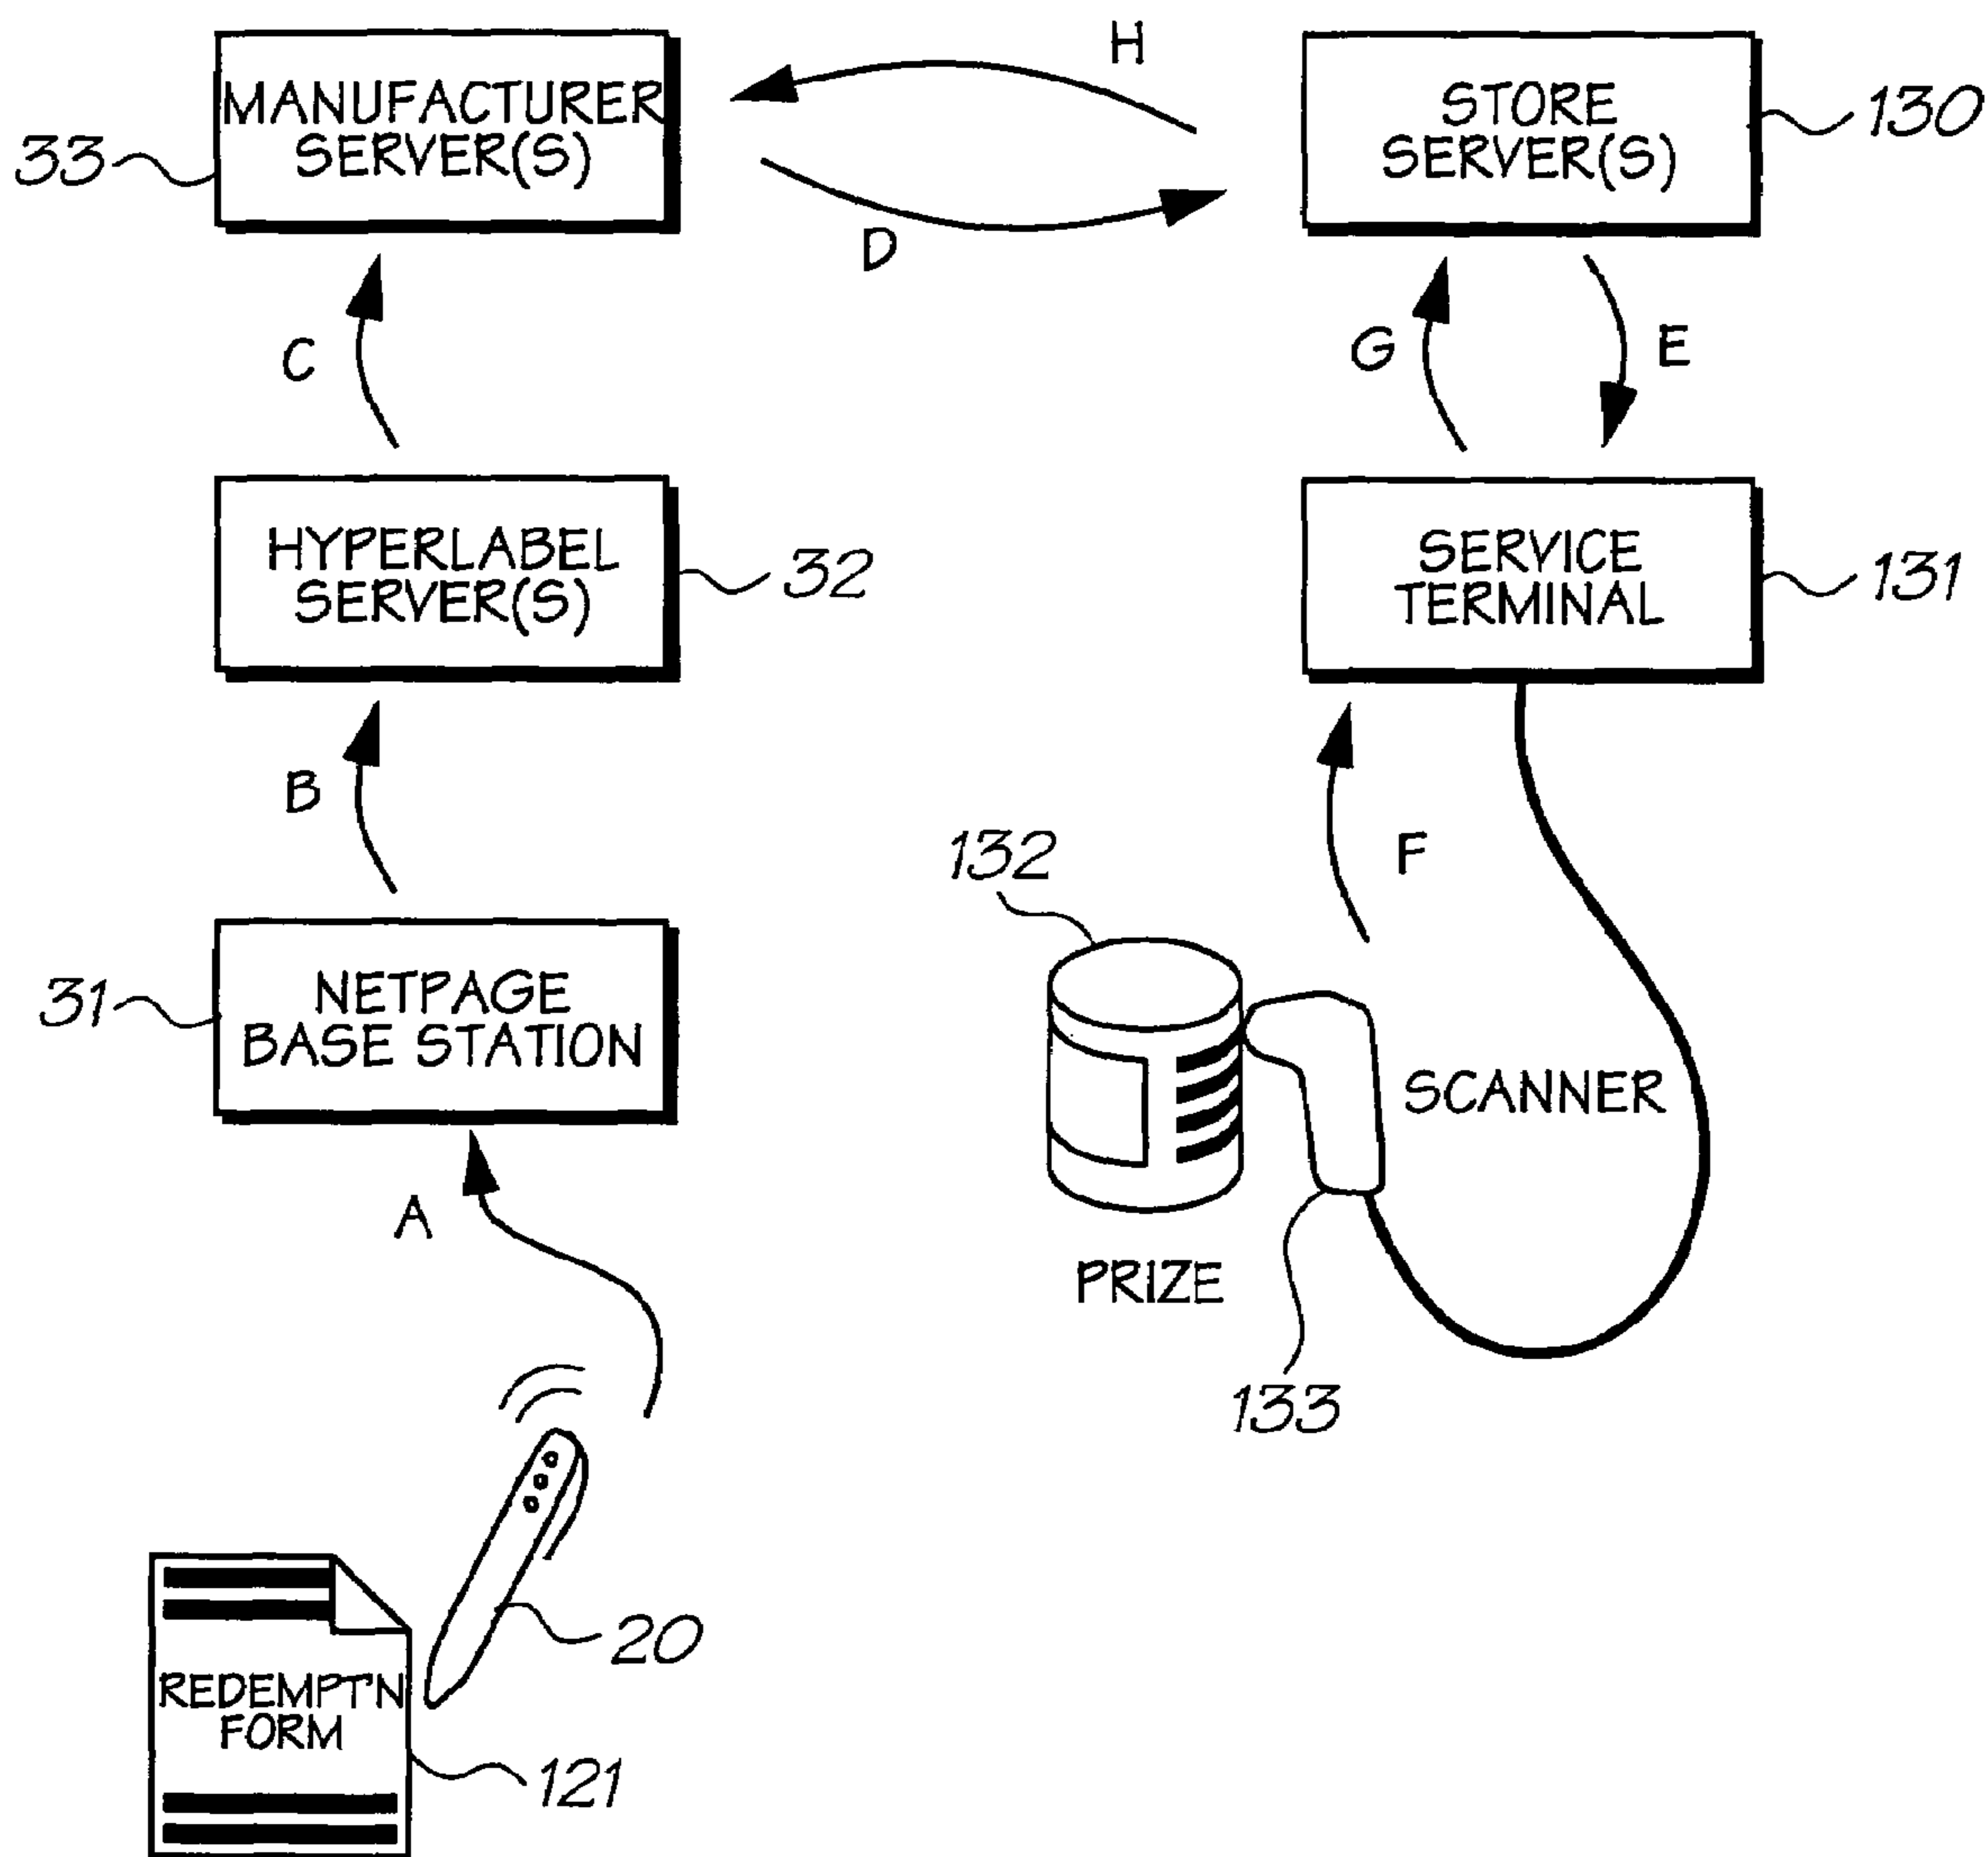 H
MANUFACTURER
SERVER(S)
33
STORE
SERVER(S)
130
D
C
G
E
HYPERLABEL
SERVER(S)
32
SERVICE
TERMINAL
131
B
F
132
NETPAGE
BASE STATION
31
SCANNER
A
PRIZE
133
20
REDEMPT'N
FORM
121